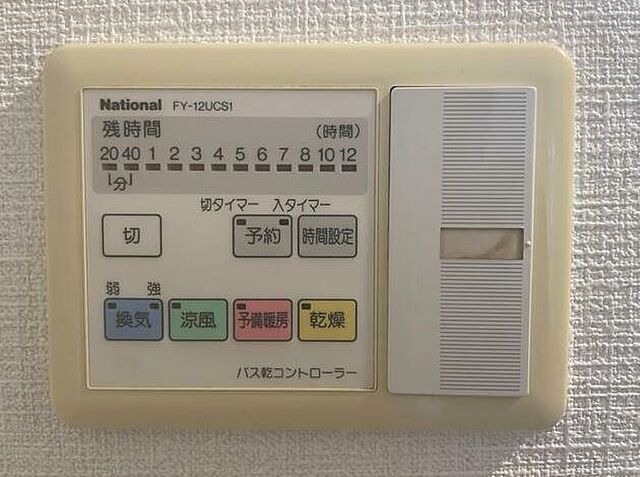 National FY-12UCS1
残時間 (時間)
20 40 1 2 3 4 5 6 7 8 10 12
分
切タイマー 入タイマー
切 予約 時間設定
弱 強
換気 涼風 予備暖房 乾燥
バス乾コントローラー